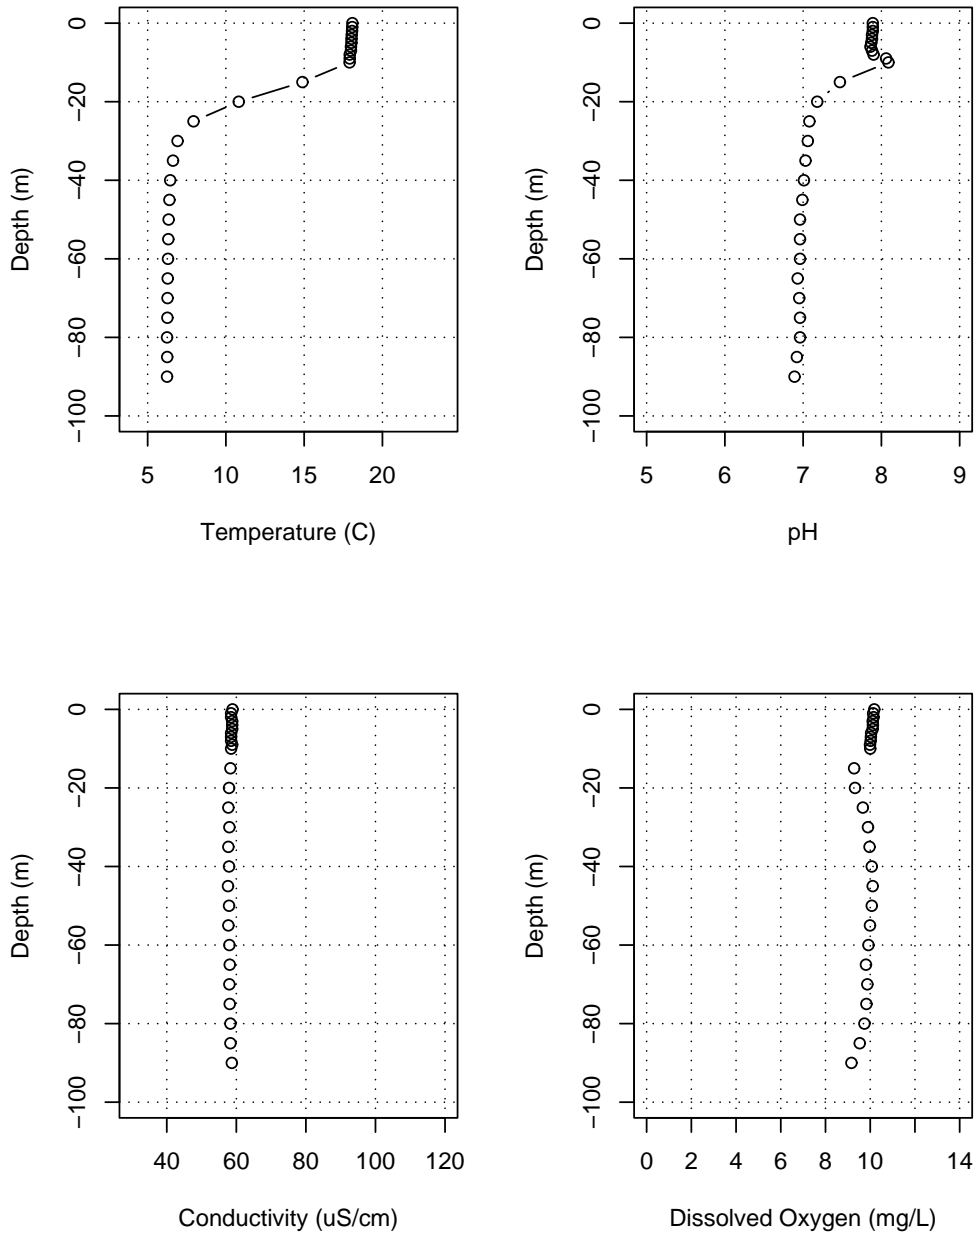 0
−20
−40
−60
−80
−100
Depth (m)
5 10 15 20
Temperature (C)
0
−20
−40
−60
−80
−100
Depth (m)
5 6 7 8 9
pH
0
−20
−40
−60
−80
−100
Depth (m)
40 60 80 100 120
Conductivity (uS/cm)
0
−20
−40
−60
−80
−100
Depth (m)
0 2 4 6 8 10 14
Dissolved Oxygen (mg/L)